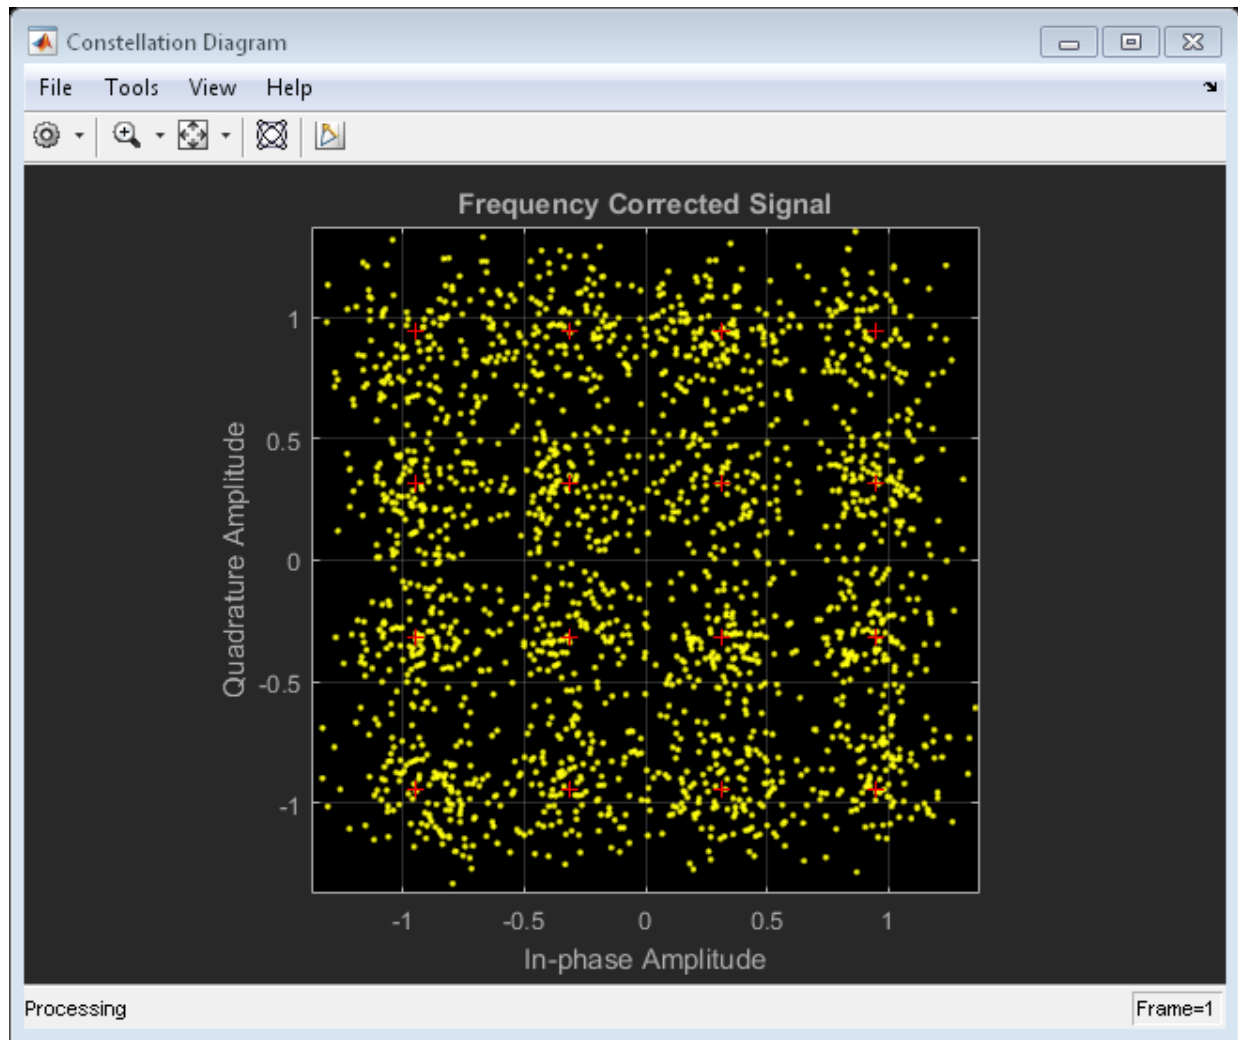 Constellation Diagram
File Tools View Help
Frequency Corrected Signal
Quadrature Amplitude
1
0.5
0
-0.5
-1
-1 -0.5 0 0.5 1
In-phase Amplitude
Processing Frame=1